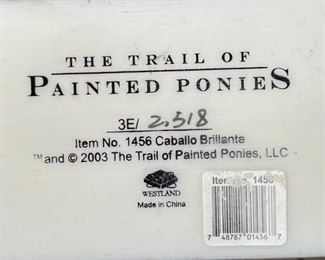 THE TRAIL OF
PAINTED PONIES
3E/ 2.318
Item No. 1456 Caballo Brillante
™ and © 2003 The Trail of Painted Ponies, LLC
WESTLAND
Made in China
1456
7 48787 01456 7